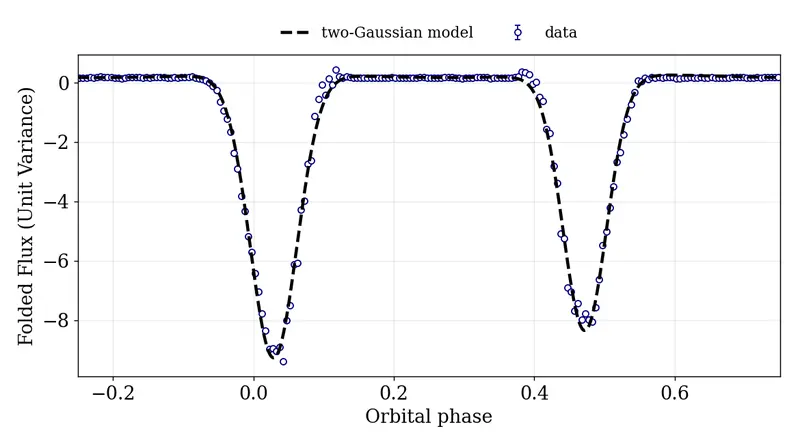 two-Gaussian model data
0
−2
−4
−6
−8
Folded Flux (Unit Variance)
−0.2 0.0 0.2 0.4 0.6
Orbital phase